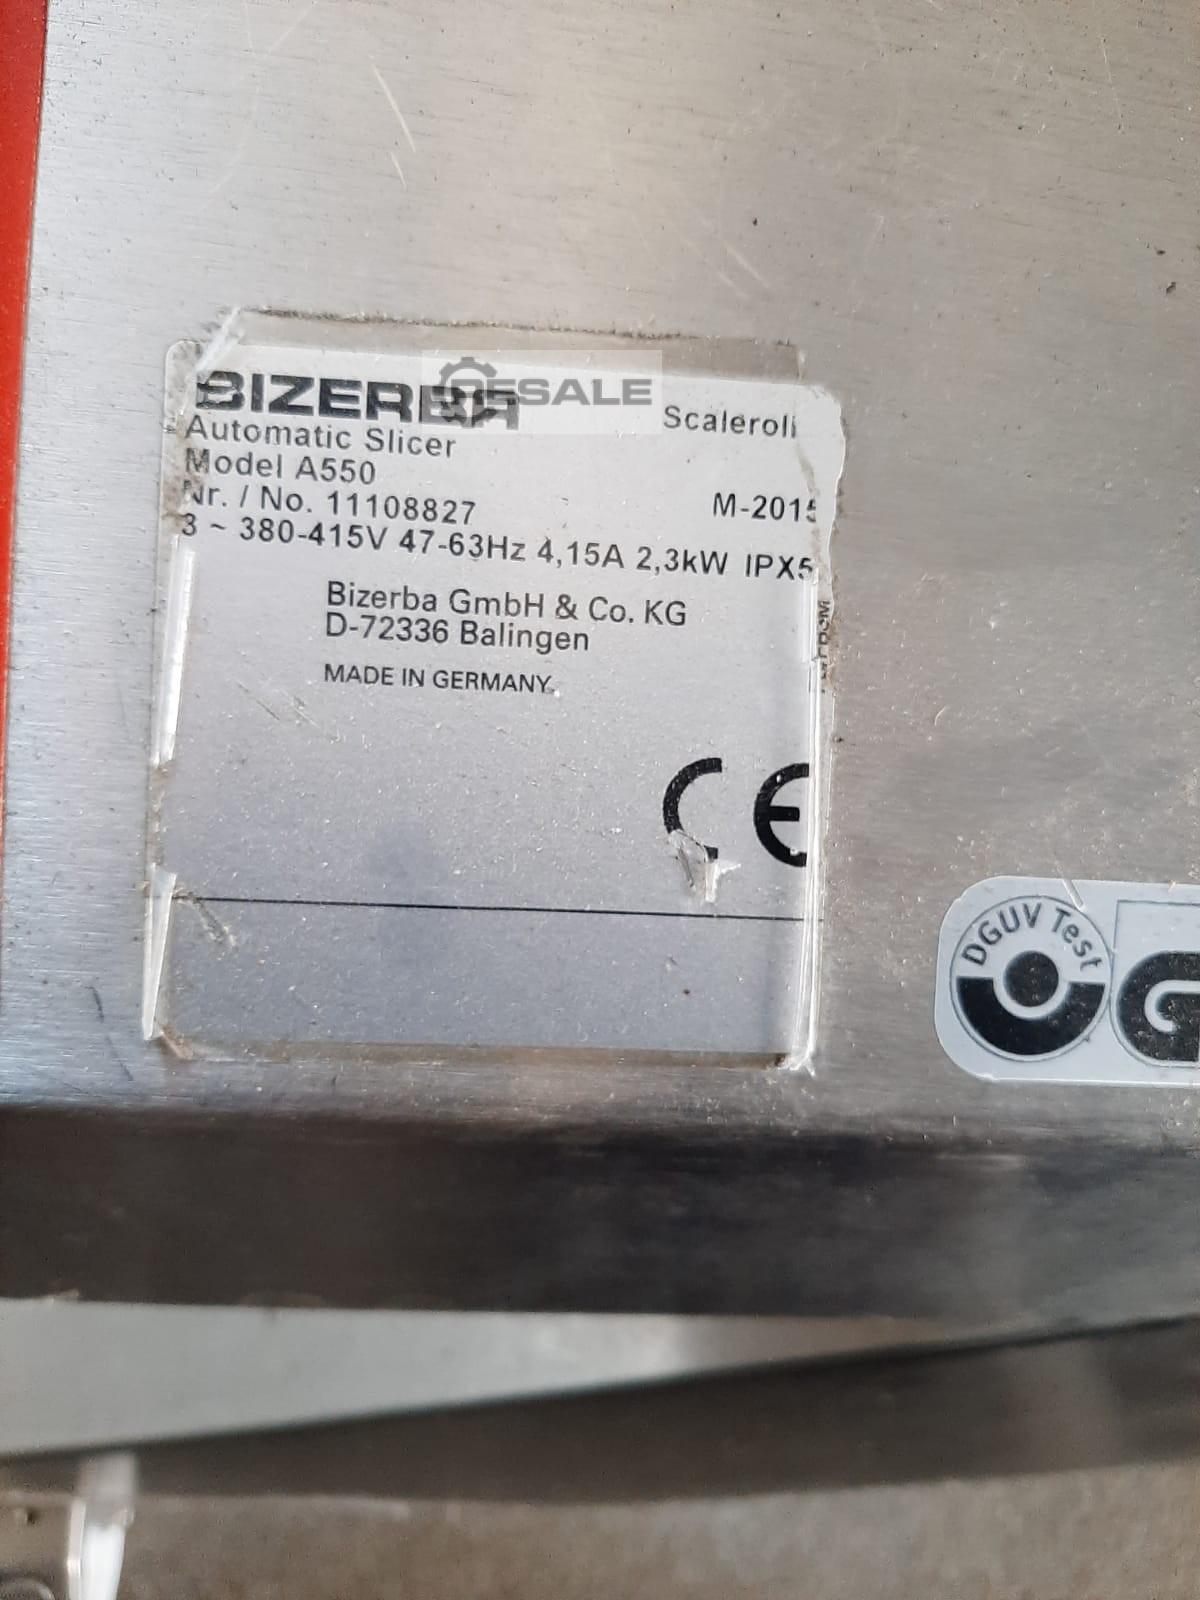 BIZERBA
RESALE
Scaleroll
Automatic Slicer
Model A550
Nr. / No. 11108827
M-2015
3 ~ 380-415V 47-63Hz 4,15A 2,3kW IPX5
Bizerba GmbH & Co. KG
D-72336 Balingen
MADE IN GERMANY
CE
DGUV Test